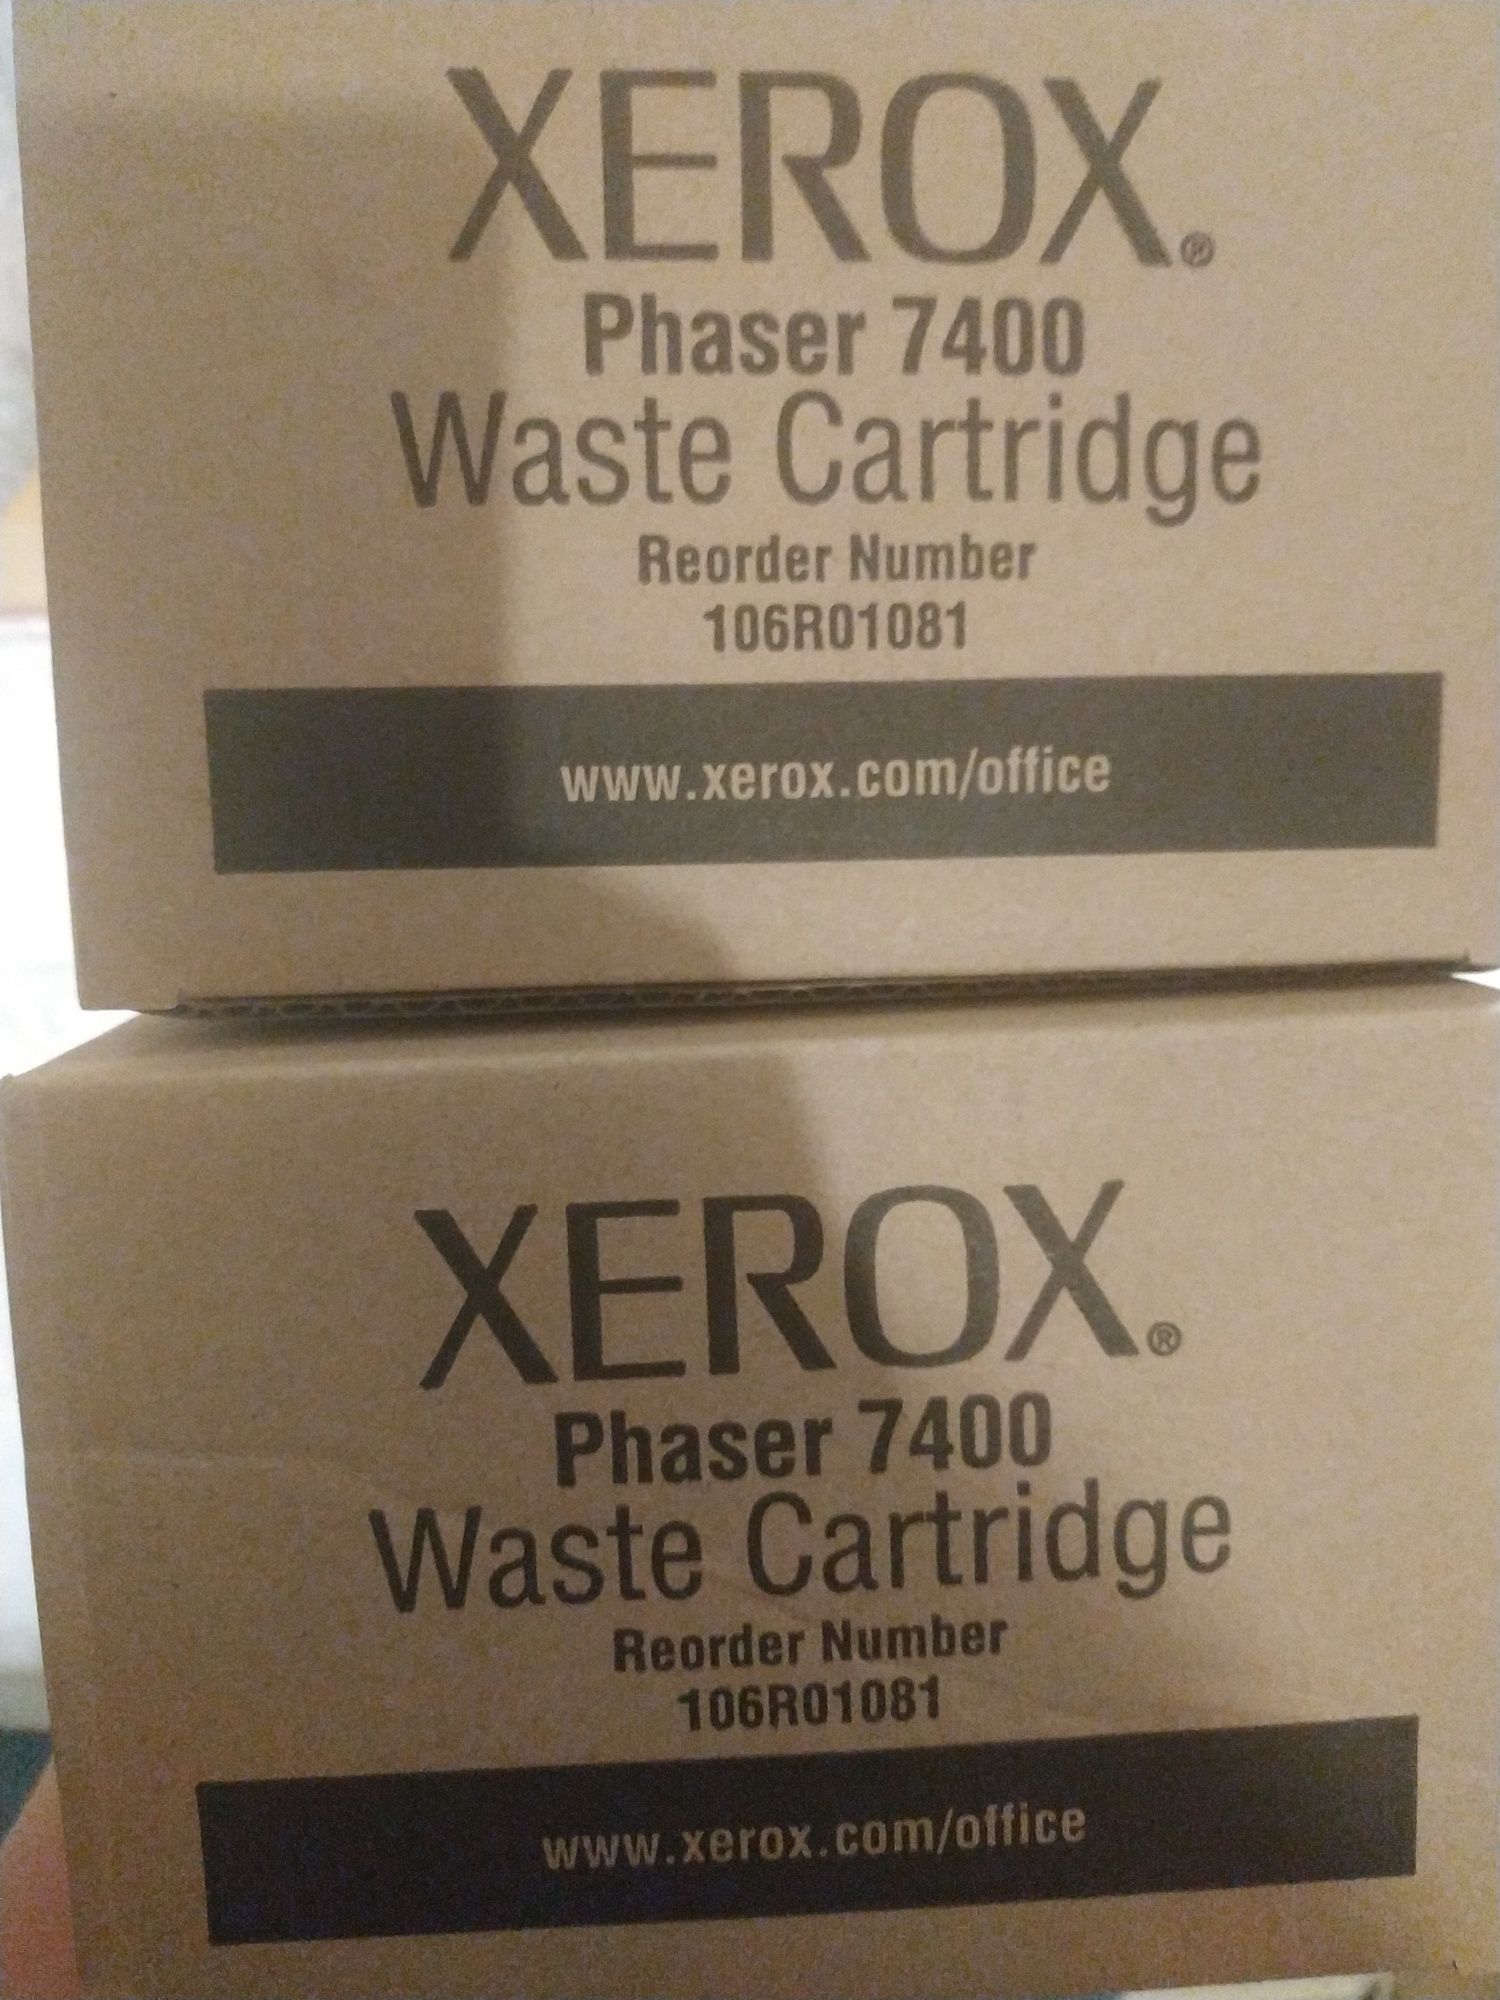 XEROX®
Phaser 7400
Waste Cartridge
Reorder Number
106R01081
www.xerox.com/office
XEROX®
Phaser 7400
Waste Cartridge
Reorder Number
106R01081
www.xerox.com/office